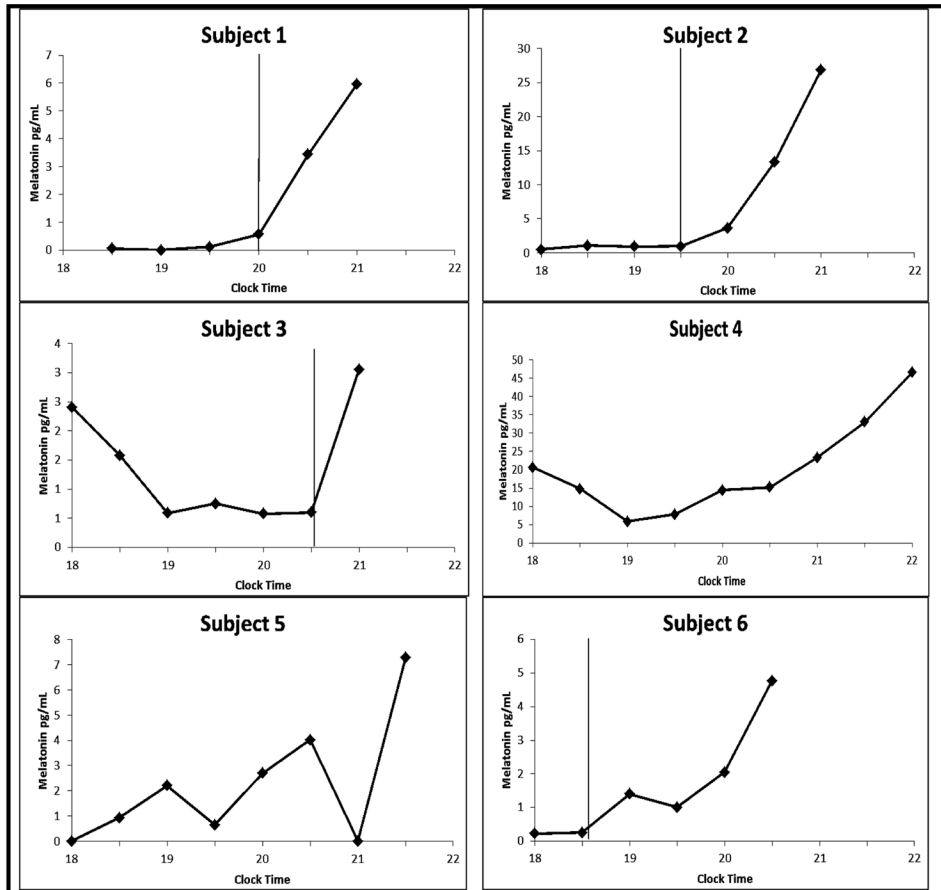 Subject 1
Melatonin pg/mL
7
6
5
4
3
2
1
0
18 19 20 21 22
Clock Time
Subject 2
Melatonin pg/mL
30
25
20
15
10
5
0
18 19 20 21 22
Clock Time
Subject 3
Melatonin pg/mL
4
3
3
2
2
1
1
0
18 19 20 21 22
Clock Time
Subject 4
Melatonin pg/mL
50
45
40
35
30
25
20
15
10
5
0
18 19 20 21 22
Clock Time
Subject 5
Melatonin pg/mL
8
7
6
5
4
3
2
1
0
18 19 20 21 22
Clock Time
Subject 6
Melatonin pg/mL
6
5
4
3
2
1
0
18 19 20 21 22
Clock Time